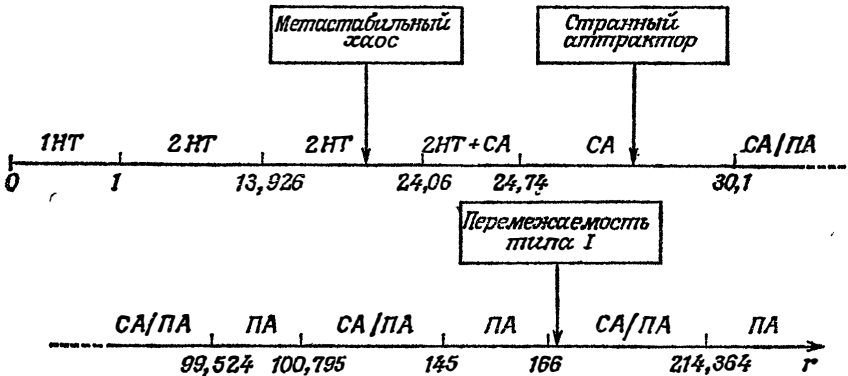 Метастабильный
хаос
Странный
аттрактор
1НТ 2НТ 2НТ 2НТ+СА СА СА/ПА
0 1 13,926 24,06 24,74 30,1
Перемежаемость
типа I
СА/ПА ПА СА/ПА ПА СА/ПА ПА
99,524 100,795 145 166 214,364 r